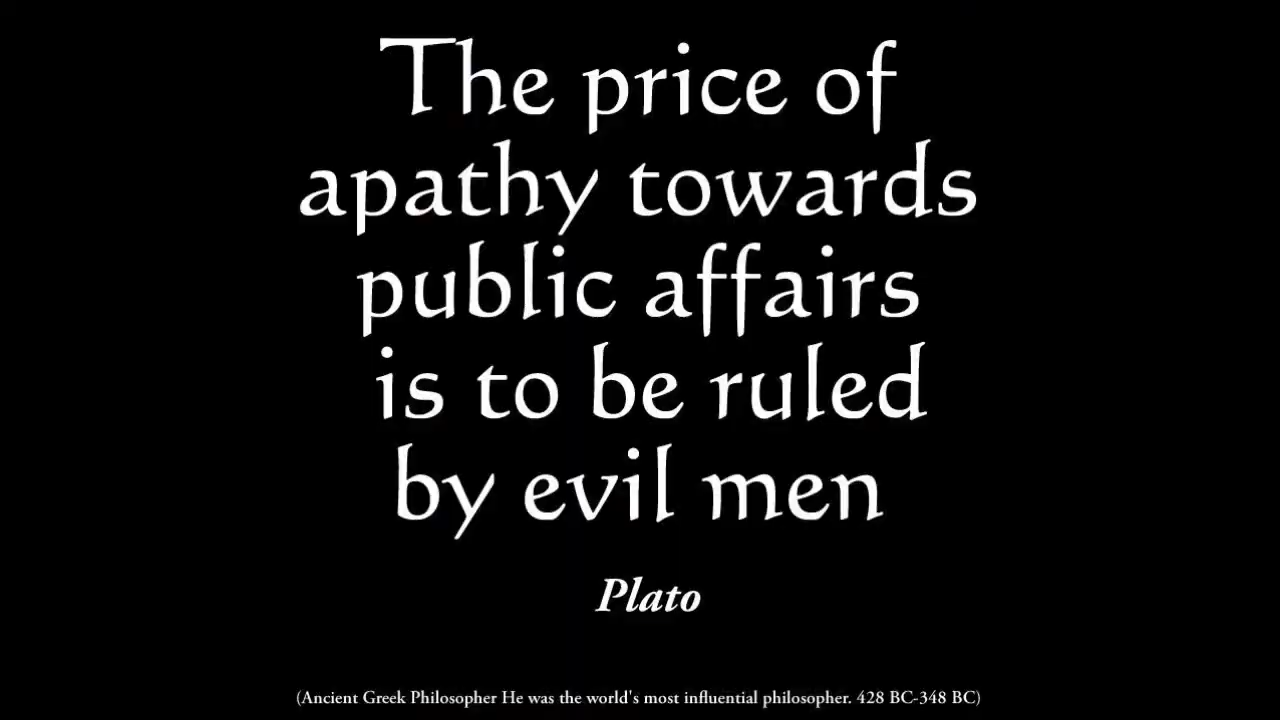 The price of
apathy towards
public affairs
is to be ruled
by evil men
Plato
(Ancient Greek Philosopher He was the world's most influential philosopher. 428 BC-348 BC)